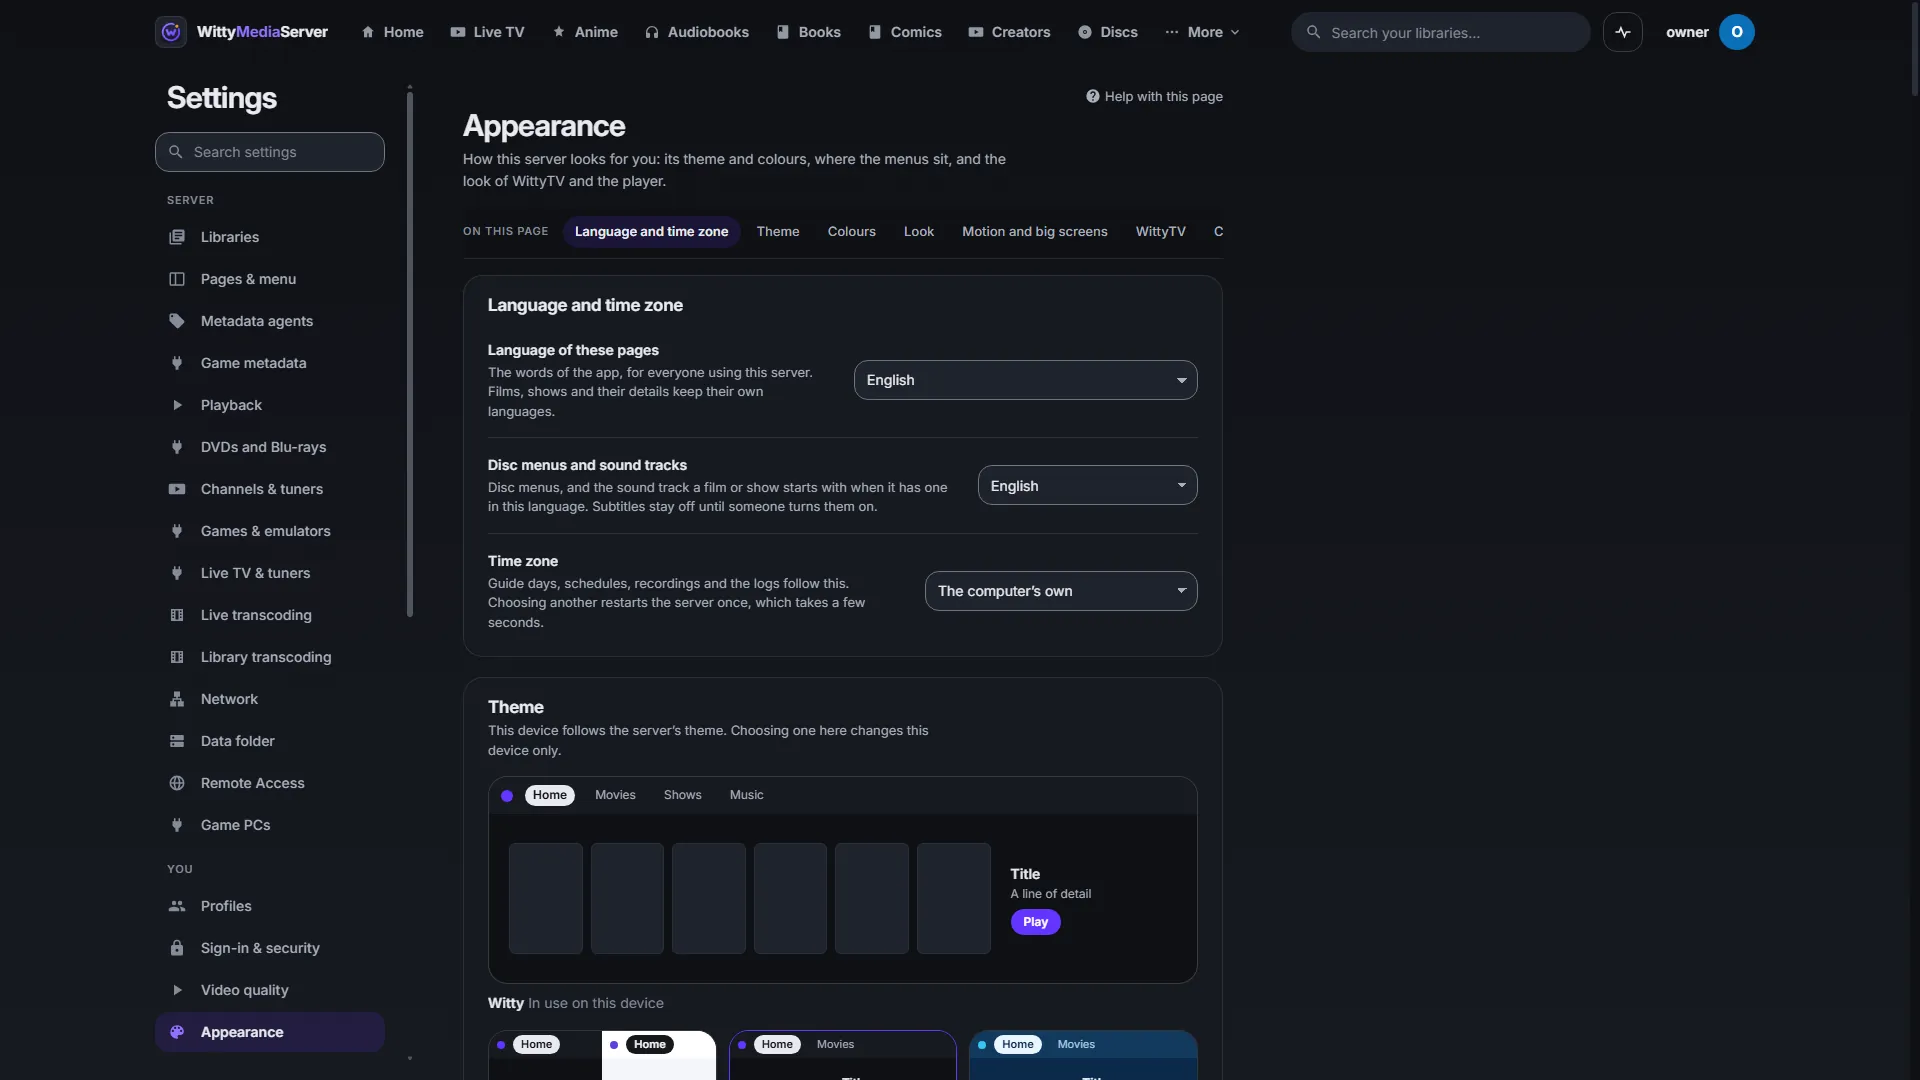 WittyMediaServer
Home
Live TV
Anime
Audiobooks
Books
Comics
Creators
Discs
More
Search your libraries...
owner
O
Settings
Search settings
SERVER
Libraries
Pages & menu
Metadata agents
Game metadata
Playback
DVDs and Blu-rays
Channels & tuners
Games & emulators
Live TV & tuners
Live transcoding
Library transcoding
Network
Data folder
Remote Access
Game PCs
YOU
Profiles
Sign-in & security
Video quality
Appearance
Help with this page
Appearance
How this server looks for you: its theme and colours, where the menus sit, and the
look of WittyTV and the player.
ON THIS PAGE
Language and time zone
Theme
Colours
Look
Motion and big screens
WittyTV
C
Language and time zone
Language of these pages
The words of the app, for everyone using this server.
Films, shows and their details keep their own
languages.
English
Disc menus and sound tracks
Disc menus, and the sound track a film or show starts with when it has one
in this language. Subtitles stay off until someone turns them on.
English
Time zone
Guide days, schedules, recordings and the logs follow this.
Choosing another restarts the server once, which takes a few
seconds.
The computer's own
Theme
This device follows the server's theme. Choosing one here changes this
device only.
Home
Movies
Shows
Music
Title
A line of detail
Play
Witty In use on this device
Home
Home
Home
Movies
Home
Movies